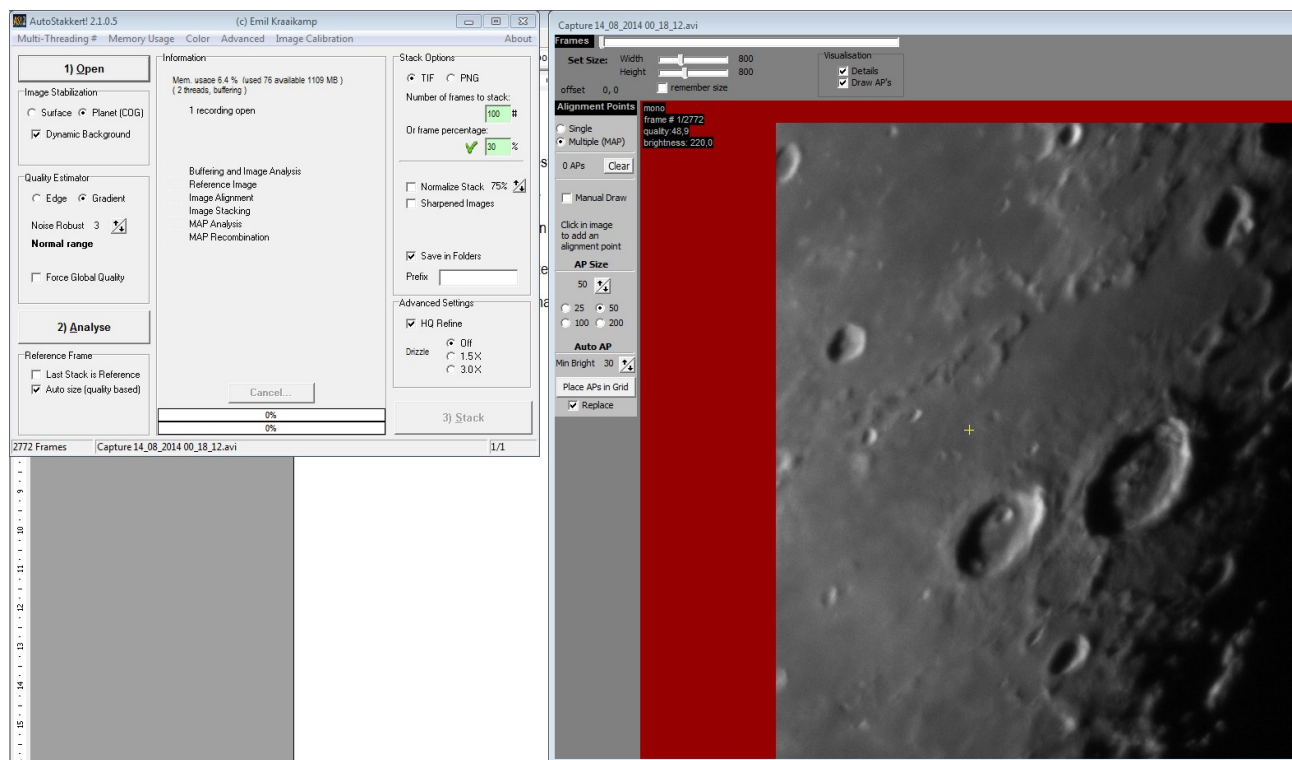 AutoStakkert! 2.1.0.5 (c) Emil Kraaikamp
Multi-Threading # Memory Usage Color Advanced Image Calibration About
1) Open
Image Stabilization
Surface Planet (COG)
Dynamic Background
Quality Estimator
Edge Gradient
Noise Robust 3
Normal range
Force Global Quality
2) Analyse
Reference Frame
Last Stack is Reference
Auto size (quality based)
Information
Mem. usage 6.4 % (used 76 available 1109 MB )
( 2 threads, buffering )
1 recording open
Buffering and Image Analysis
Reference Image
Image Alignment
Image Stacking
MAP Analysis
MAP Recombination
Cancel...
0%
0%
Stack Options
TIF PNG
Number of frames to stack:
100 #
Or frame percentage:
30 %
Normalize Stack 75%
Sharpened Images
Save in Folders
Prefix
Advanced Settings
HQ Refine
Drizzle
Off
1.5X
3.0X
3) Stack
2772 Frames Capture 14_08_2014 00_18_12.avi 1/1
9
10
11
12
13
14
15
Capture 14_08_2014 00_18_12.avi
Frames
Set Size: Width 800
Height 800
offset 0, 0 remember size
Visualisation
Details
Draw AP's
Alignment Points
Single
Multiple (MAP)
0 APs Clear
Manual Draw
Click in image
to add an
alignment point
AP Size
50
25 50
100 200
Auto AP
Min Bright 30
Place APs in Grid
Replace
mono
frame # 1/2772
quality:48,9
brightness: 220,0